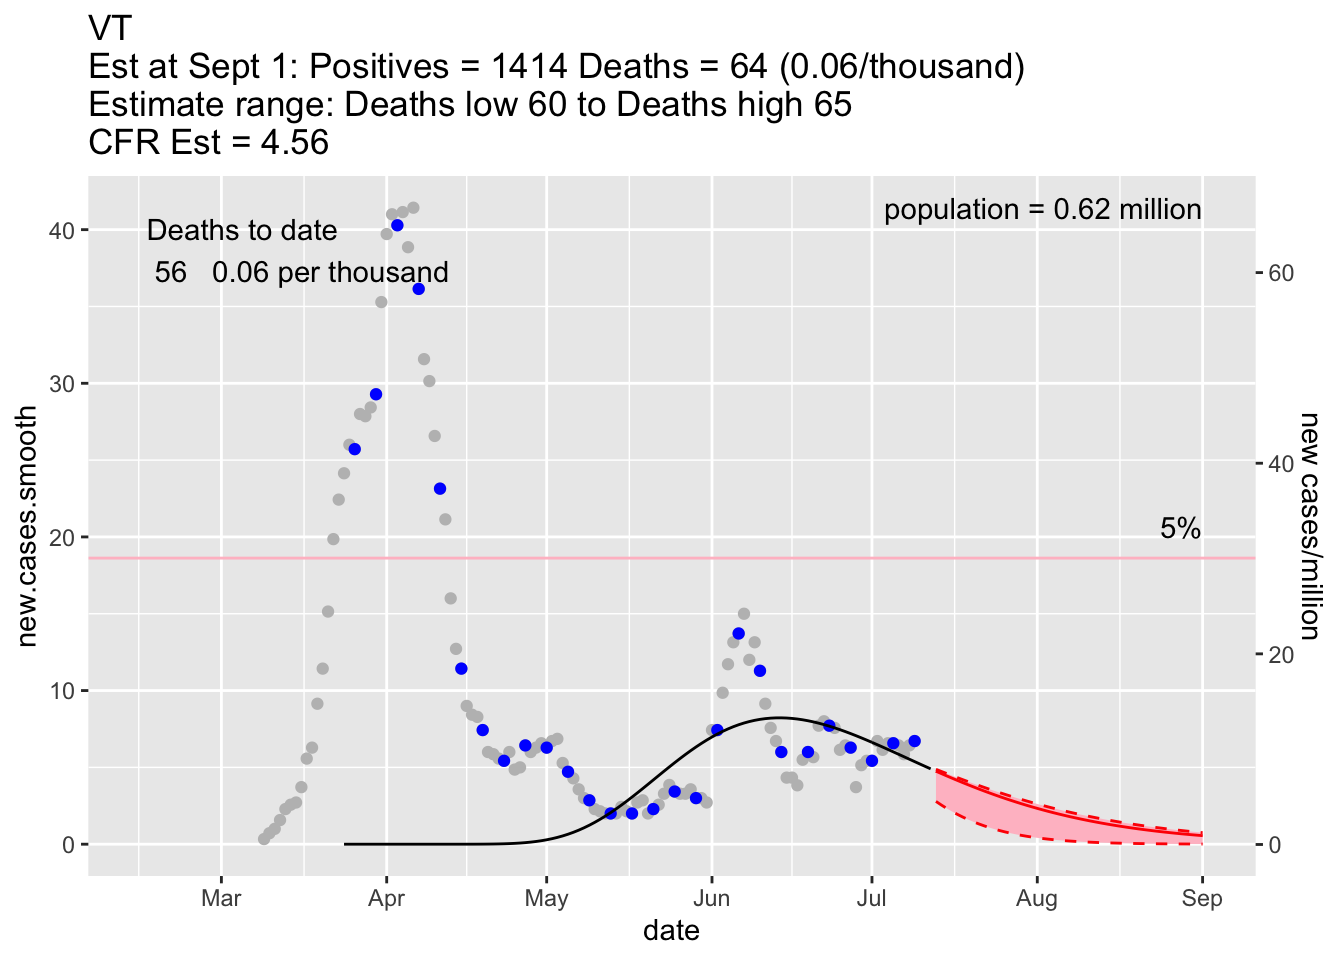 VT
Est at Sept 1: Positives = 1414 Deaths = 64 (0.06/thousand)
Estimate range: Deaths low 60 to Deaths high 65
CFR Est = 4.56
Deaths to date
56 0.06 per thousand
population = 0.62 million
5%
40
30
20
10
0
new.cases.smooth
60
40
20
0
new cases/million
Mar
Apr
May
Jun
Jul
Aug
Sep
date